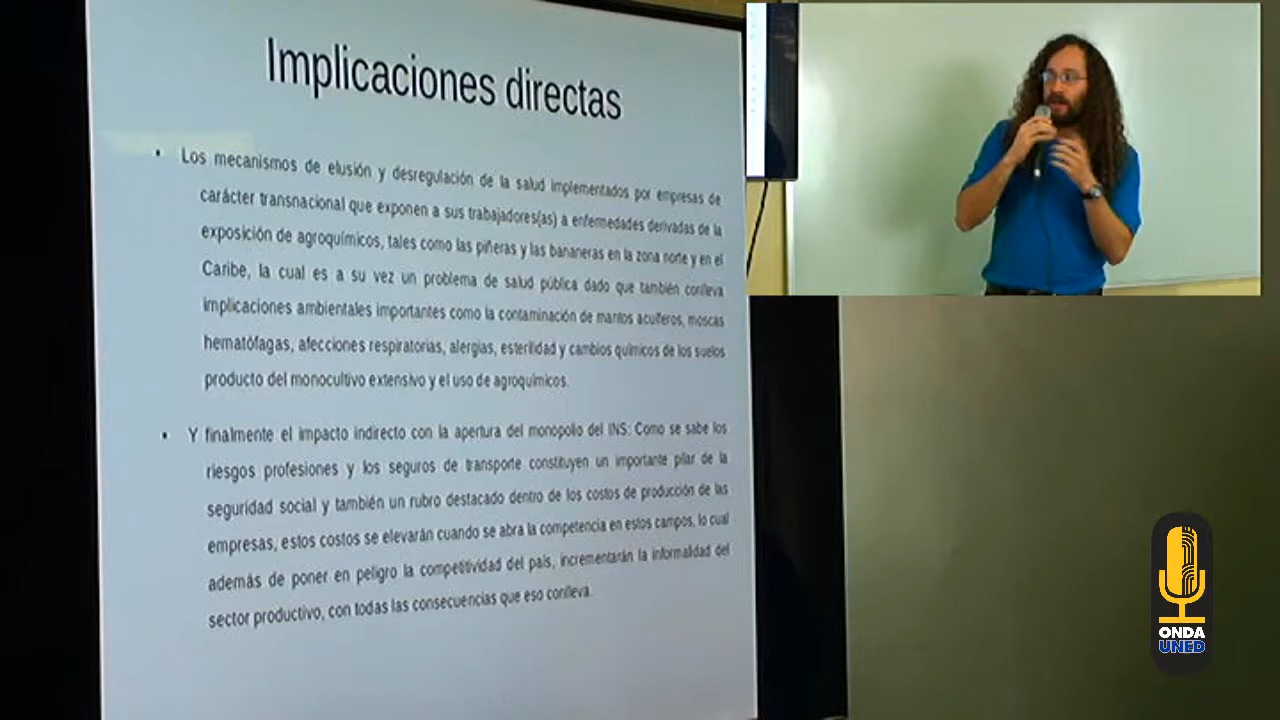 Implicaciones directas
• Los mecanismos de elusión y desregulación de la salud implementados por empresas de
carácter transnacional que exponen a sus trabajadores(as) a enfermedades derivadas de la
exposición de agroquímicos, tales como las piñeras y las bananeras en la zona norte y en el
Caribe, la cual es a su vez un problema de salud pública dado que también conlleva
implicaciones ambientales importantes como la contaminación de mantos acuíferos, moscas
hematófagas, afecciones respiratorias, alergias, esterilidad y cambios químicos de los suelos
producto del monocultivo extensivo y el uso de agroquímicos.
• Y finalmente el impacto indirecto con la apertura del monopolio del INS: Como se sabe los
riesgos profesiones y los seguros de transporte constituyen un importante pilar de la
seguridad social y también un rubro destacado dentro de los costos de producción de las
empresas, estos costos se elevarán cuando se abra la competencia en estos campos, lo cual
además de poner en peligro la competitividad del país, incrementarán la informalidad del
sector productivo, con todas las consecuencias que eso conlleva.
ONDA
UNED